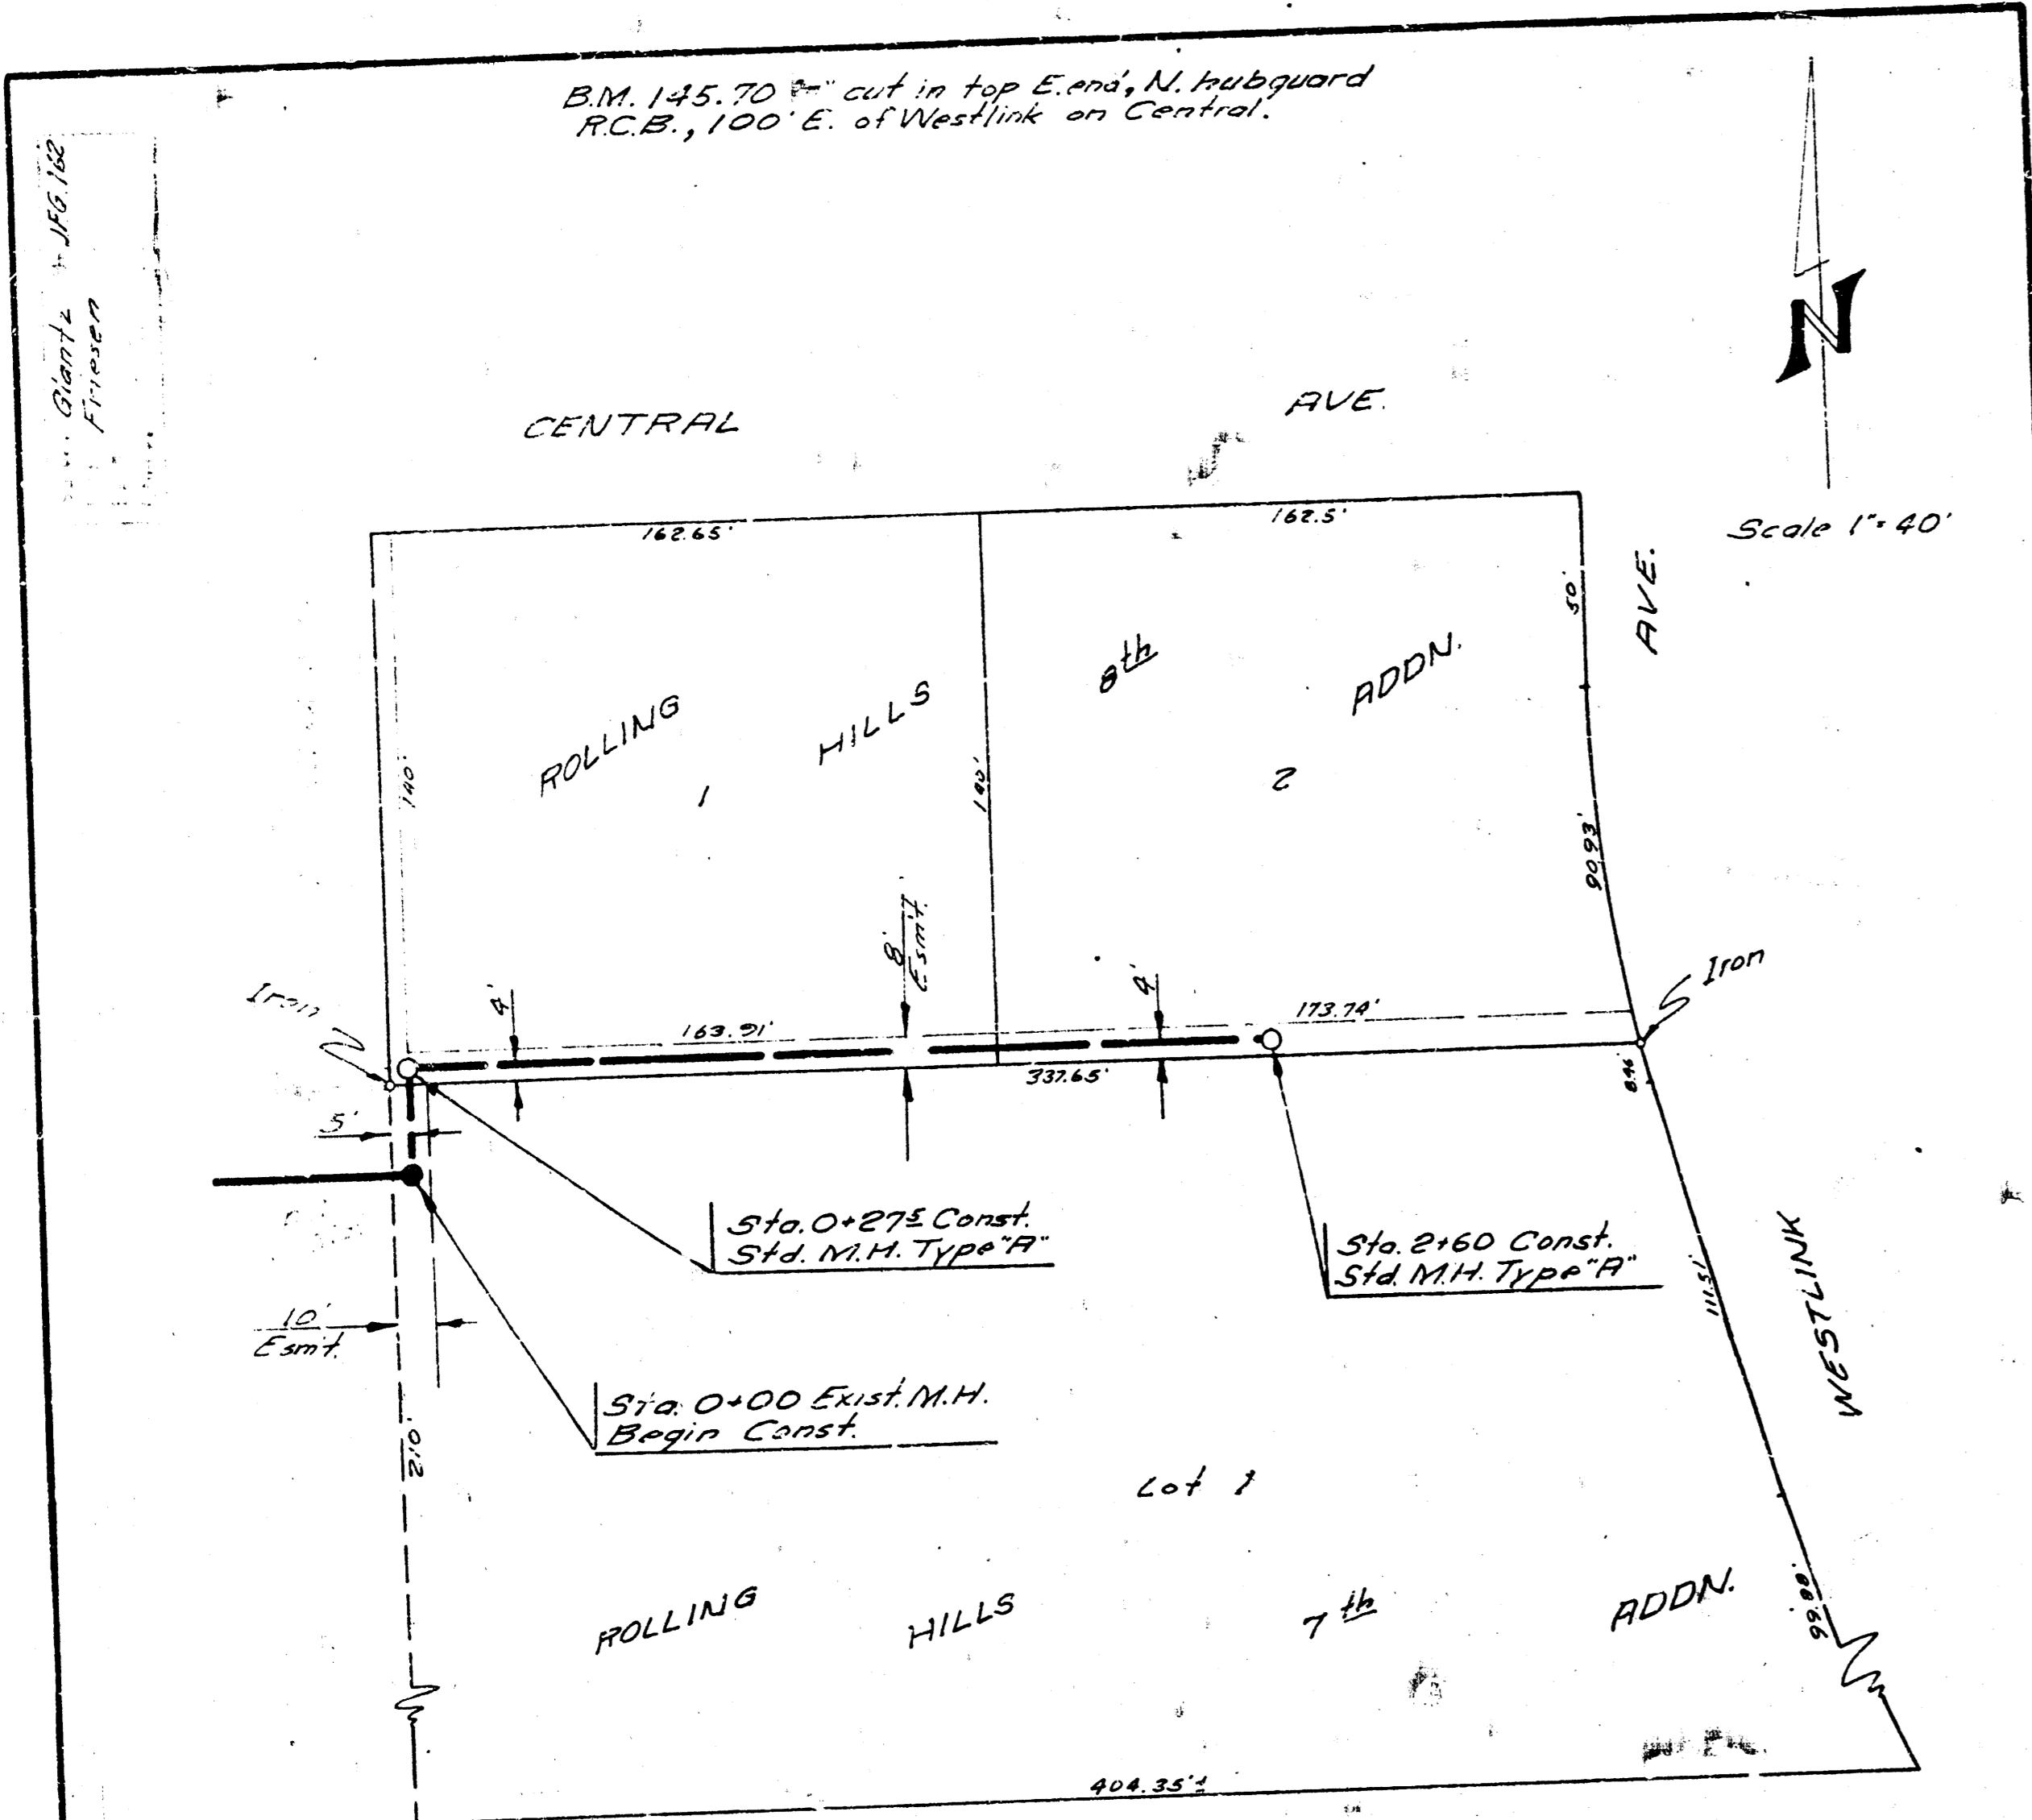 B.M. 145.70 cut in top E. end, N. hubguard
R.C.B., 100' E. of Westlink on Central.
JFG. 162
Glantz
Friesen
N
CENTRAL AVE.
Scale 1"=40'
162.65'
162.5'
50'
AVE.
8th
ADDN.
ROLLING
HILLS
1
2
140'
140'
90.93'
8'
Esmt.
Iron
4'
163.91'
4'
173.74'
Iron
337.65'
8.46
5'
Sta. 0+27⁵ Const.
Std. M.H. Type "A"
Sta. 2+60 Const.
Std. M.H. Type "A"
111.51'
WESTLINK
10'
Esmt.
Sta. 0+00 Exist. M.H.
Begin Const.
210'
Lot 1
ROLLING HILLS 7th ADDN.
99.88'
404.35'±